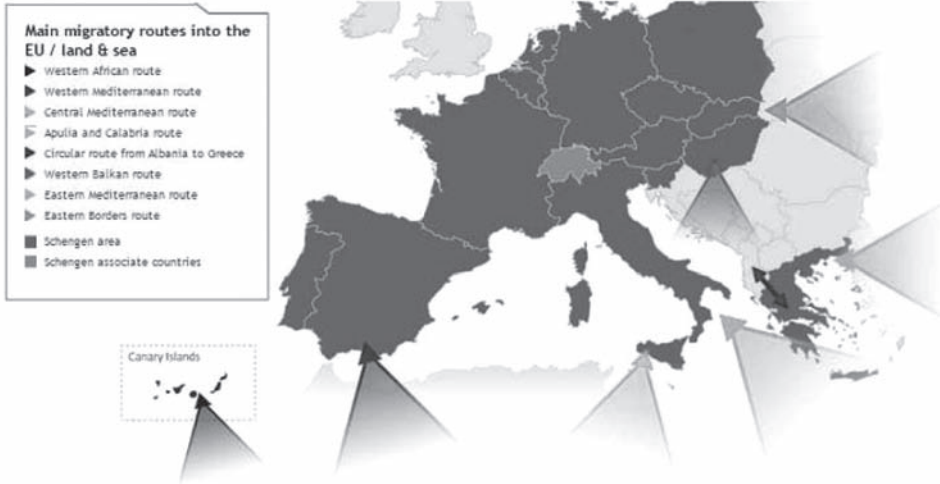 Main migratory routes into the
EU / land & sea
Western African route
Western Mediterranean route
Central Mediterranean route
Apulia and Calabria route
Circular route from Albania to Greece
Western Balkan route
Eastern Mediterranean route
Eastern Borders route
Schengen area
Schengen associate countries
Canary Islands